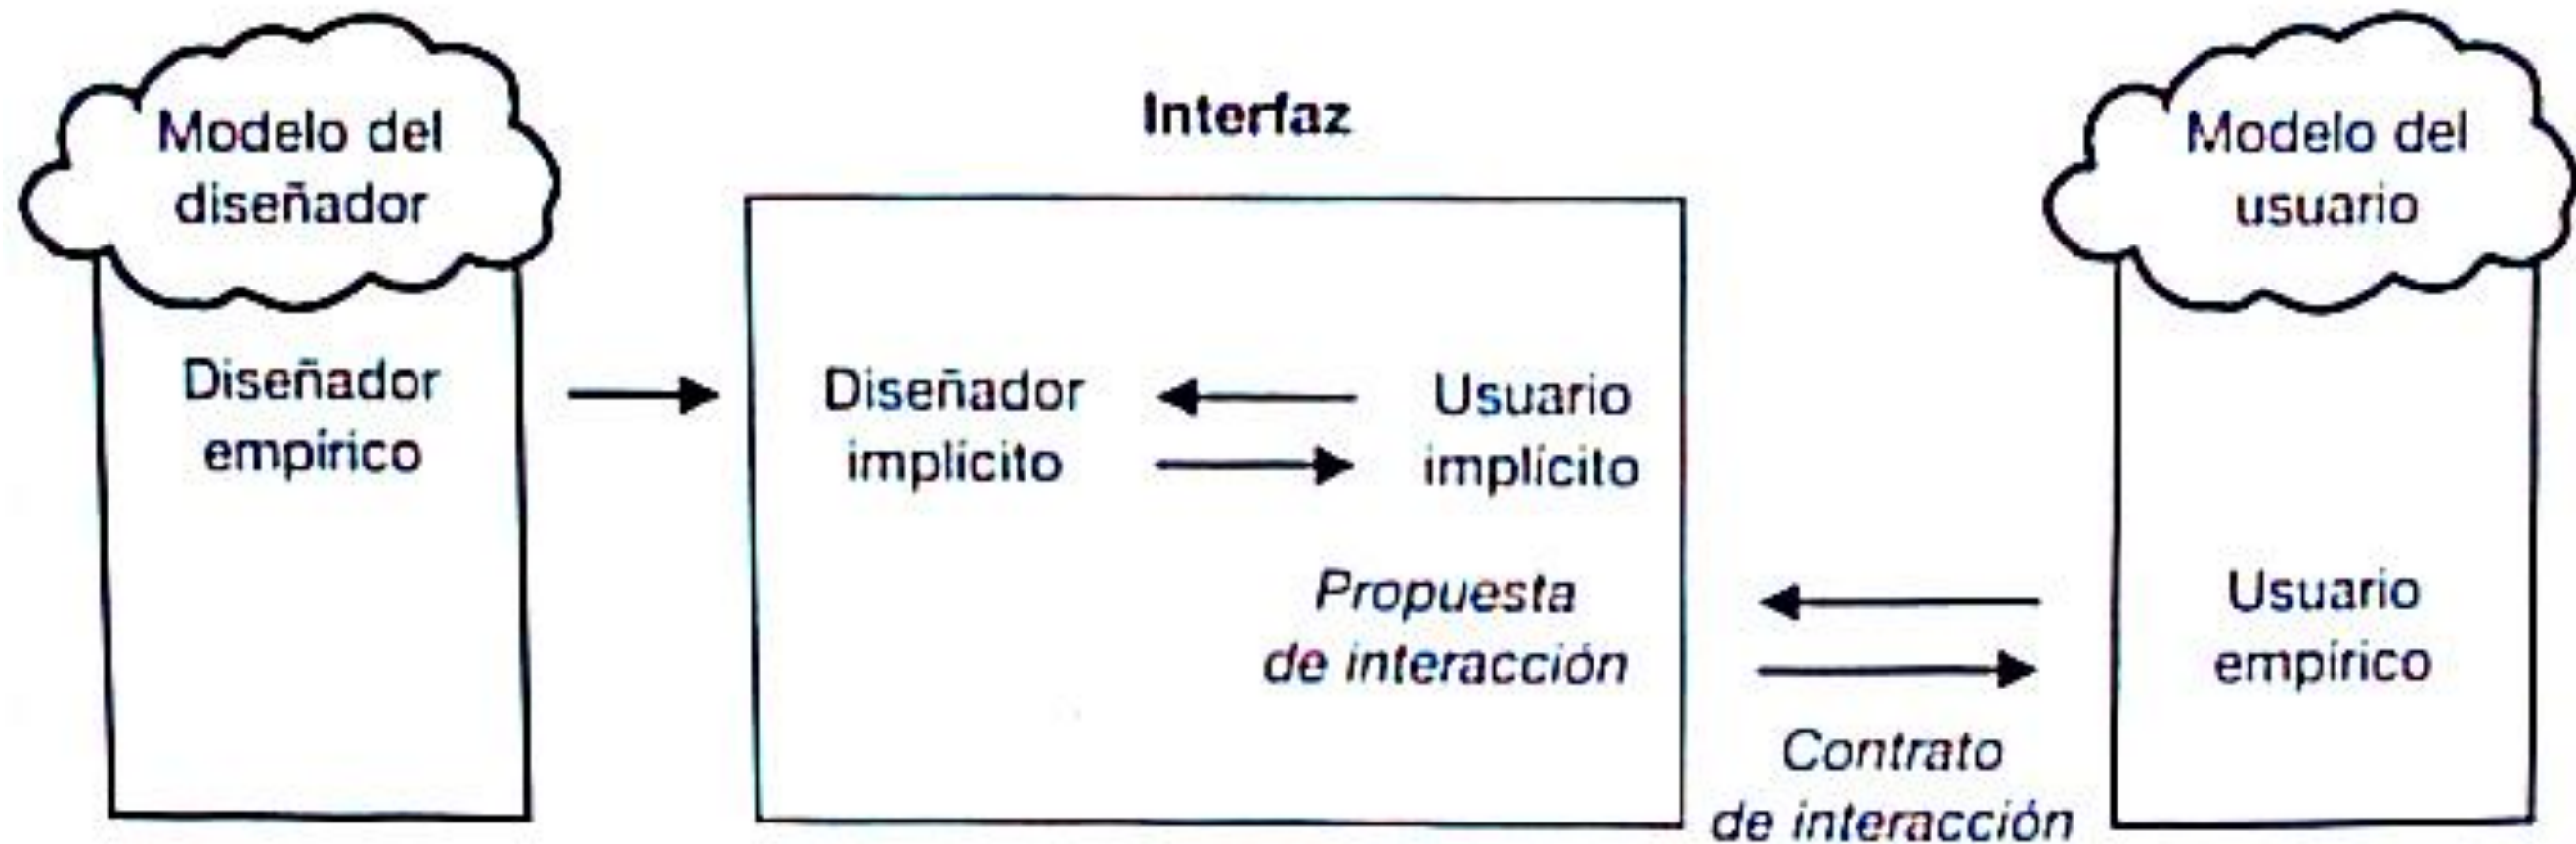 Modelo del
diseñador
Interfaz
Modelo del
usuario
Diseñador
empírico
Diseñador
implícito
Usuario
implícito
Propuesta
de interacción
Usuario
empírico
Contrato
de interacción